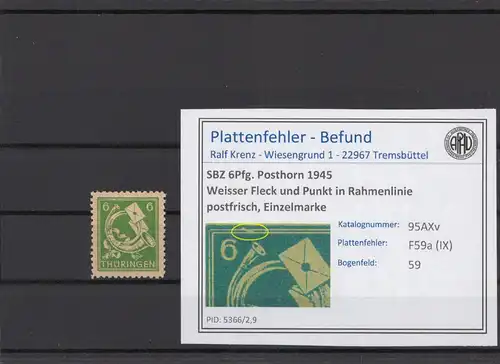 Plattenfehler - Befund
Ralf Krenz - Wiesengrund 1 - 22967 Tremsbüttel
SBZ 6Pfg. Posthorn 1945
Weisser Fleck und Punkt in Rahmenlinie
postfrisch, Einzelmarke
Katalognummer: 95AXv
Plattenfehler: F59a (IX)
Bogenfeld: 59
6
PID: 5366/2,9
6 6
THÜRINGEN